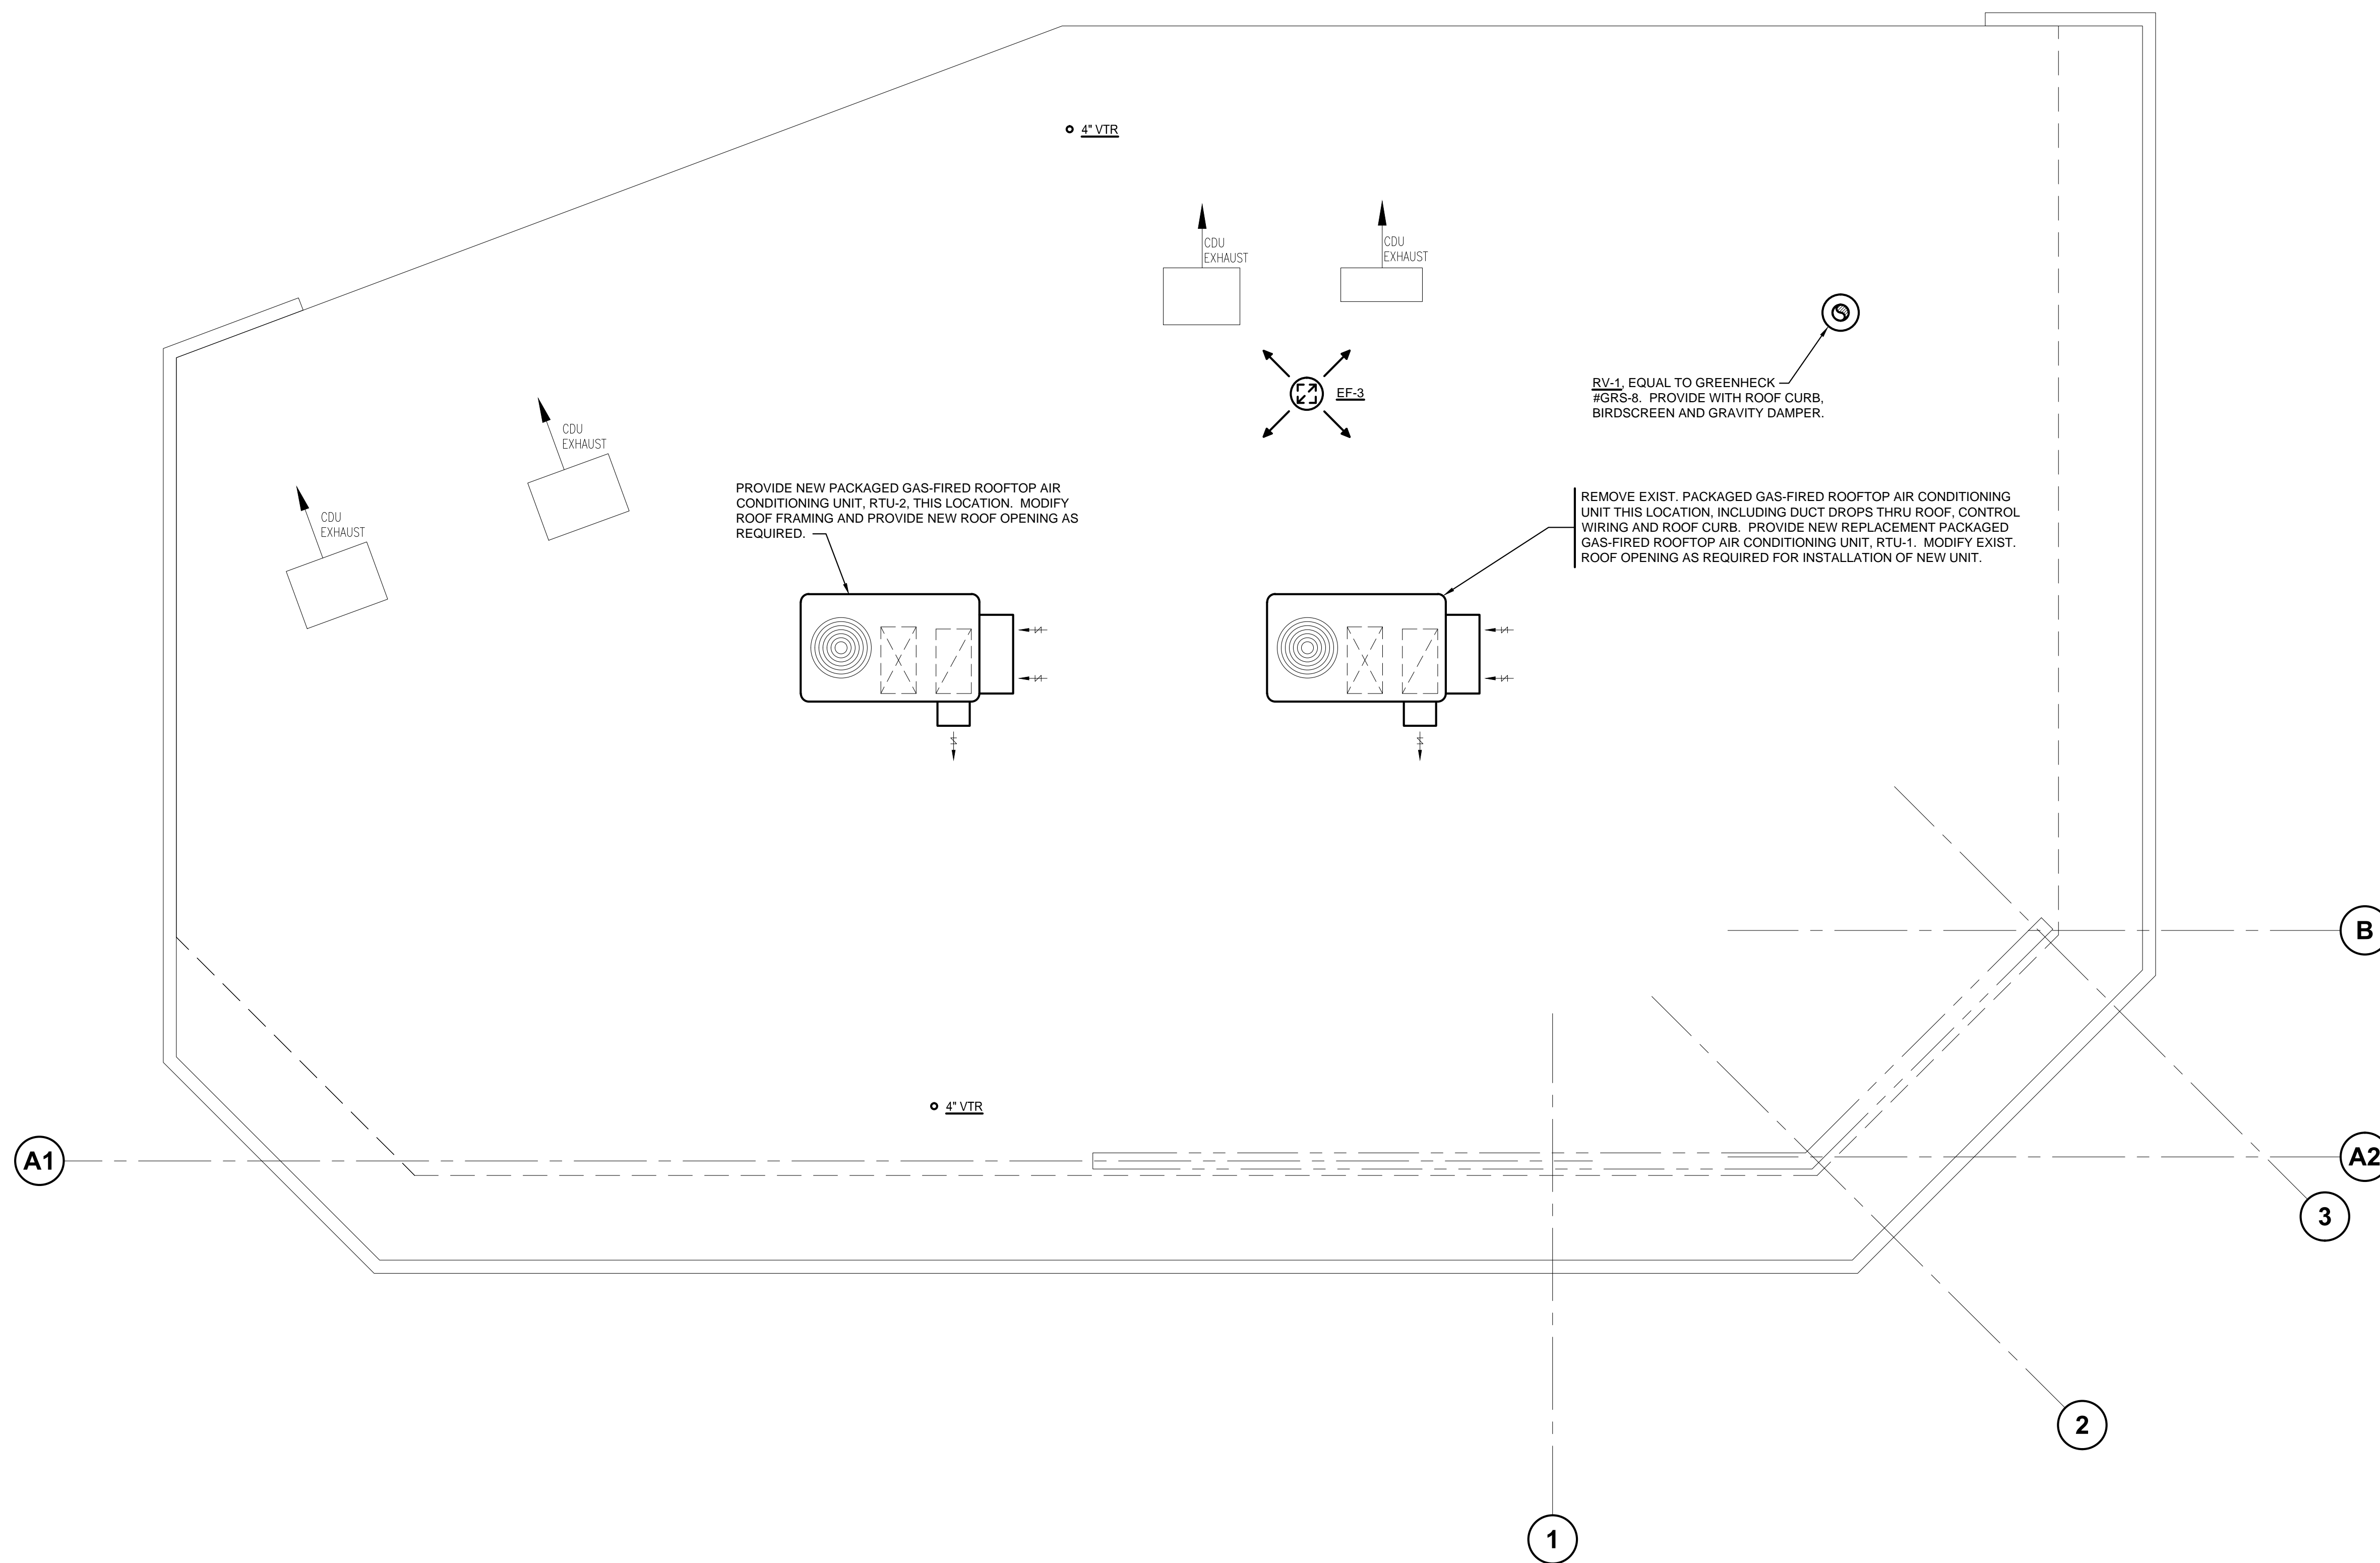 4" VTR
CDU
EXHAUST
CDU
EXHAUST
EF-3
RV-1, EQUAL TO GREENHECK
#GRS-8. PROVIDE WITH ROOF CURB,
BIRDSCREEN AND GRAVITY DAMPER.
CDU
EXHAUST
CDU
EXHAUST
PROVIDE NEW PACKAGED GAS-FIRED ROOFTOP AIR
CONDITIONING UNIT, RTU-2, THIS LOCATION. MODIFY
ROOF FRAMING AND PROVIDE NEW ROOF OPENING AS
REQUIRED.
REMOVE EXIST. PACKAGED GAS-FIRED ROOFTOP AIR CONDITIONING
UNIT THIS LOCATION, INCLUDING DUCT DROPS THRU ROOF, CONTROL
WIRING AND ROOF CURB. PROVIDE NEW REPLACEMENT PACKAGED
GAS-FIRED ROOFTOP AIR CONDITIONING UNIT, RTU-1. MODIFY EXIST.
ROOF OPENING AS REQUIRED FOR INSTALLATION OF NEW UNIT.
B
4" VTR
A1
A2
3
2
1